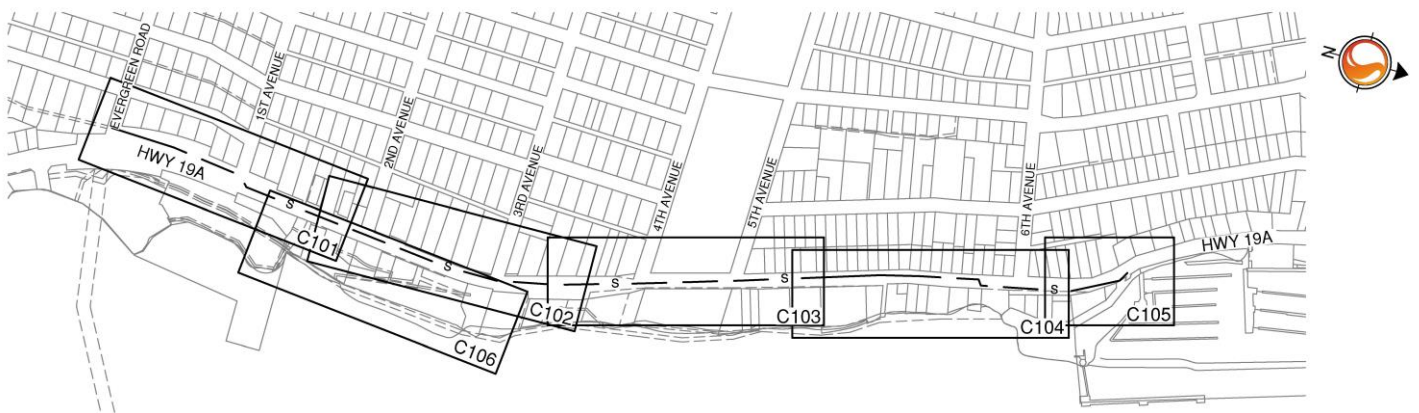 EVERGREEN ROAD
1ST AVENUE
2ND AVENUE
3RD AVENUE
4TH AVENUE
5TH AVENUE
6TH AVENUE
N
HWY 19A
HWY 19A
S
S
S
S
S
C101
C102
C103
C104
C105
C106